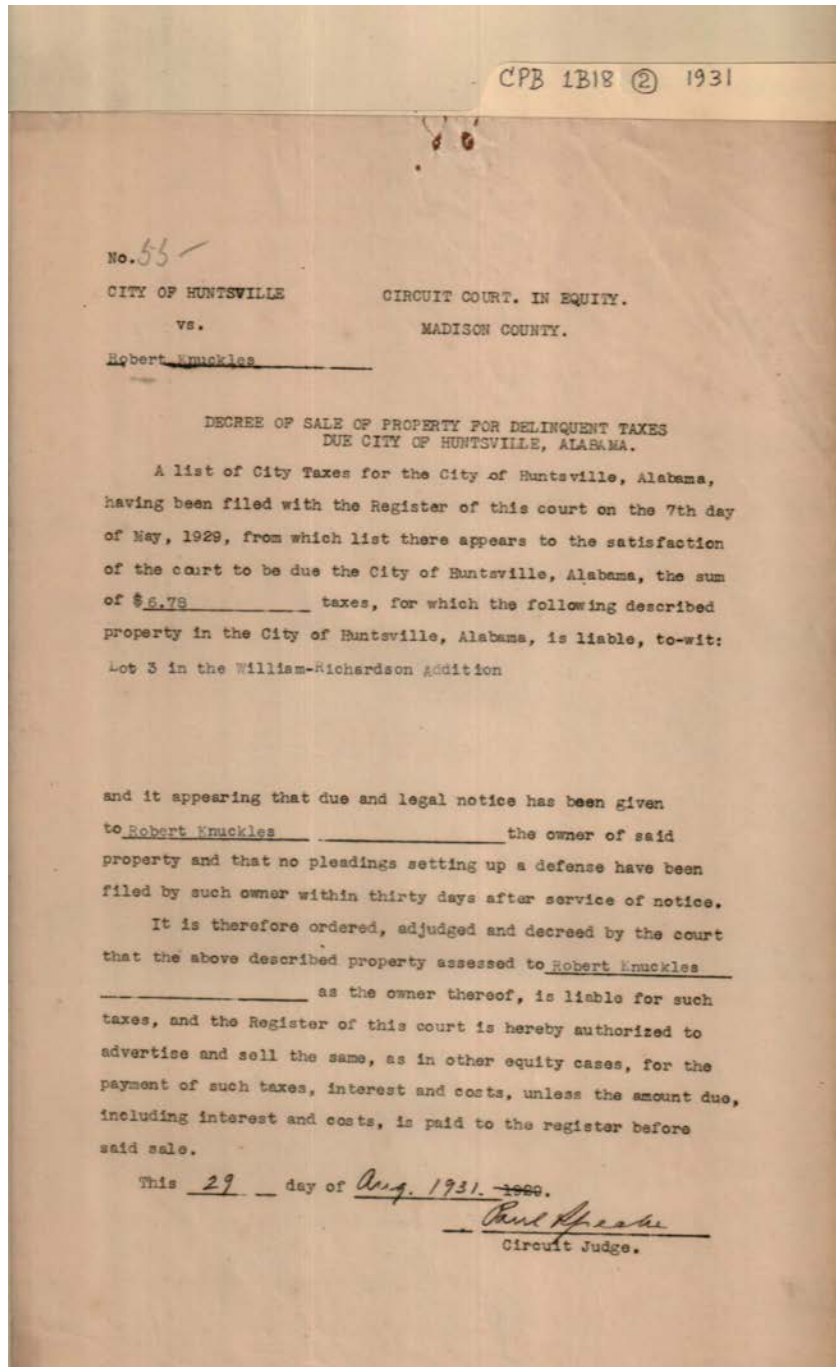 CPB 1B18 ② 1931
No. 55
CITY OF HUNTSVILLE CIRCUIT COURT. IN EQUITY.
vs. MADISON COUNTY.
Robert Knuckles
DECREE OF SALE OF PROPERTY FOR DELINQUENT TAXES
DUE CITY OF HUNTSVILLE, ALABAMA.
A list of City Taxes for the City of Huntsville, Alabama,
having been filed with the Register of this court on the 7th day
of May, 1929, from which list there appears to the satisfaction
of the court to be due the City of Huntsville, Alabama, the sum
of $ 6.78 taxes, for which the following described
property in the City of Huntsville, Alabama, is liable, to-wit:
Lot 3 in the William-Richardson Addition
and it appearing that due and legal notice has been given
to Robert Knuckles the owner of said
property and that no pleadings setting up a defense have been
filed by such owner within thirty days after service of notice.
It is therefore ordered, adjudged and decreed by the court
that the above described property assessed to Robert Knuckles
as the owner thereof, is liable for such
taxes, and the Register of this court is hereby authorized to
advertise and sell the same, as in other equity cases, for the
payment of such taxes, interest and costs, unless the amount due,
including interest and costs, is paid to the register before
said sale.
This 29 day of Aug. 1931. 1929.
Paul Speake
Circuit Judge.